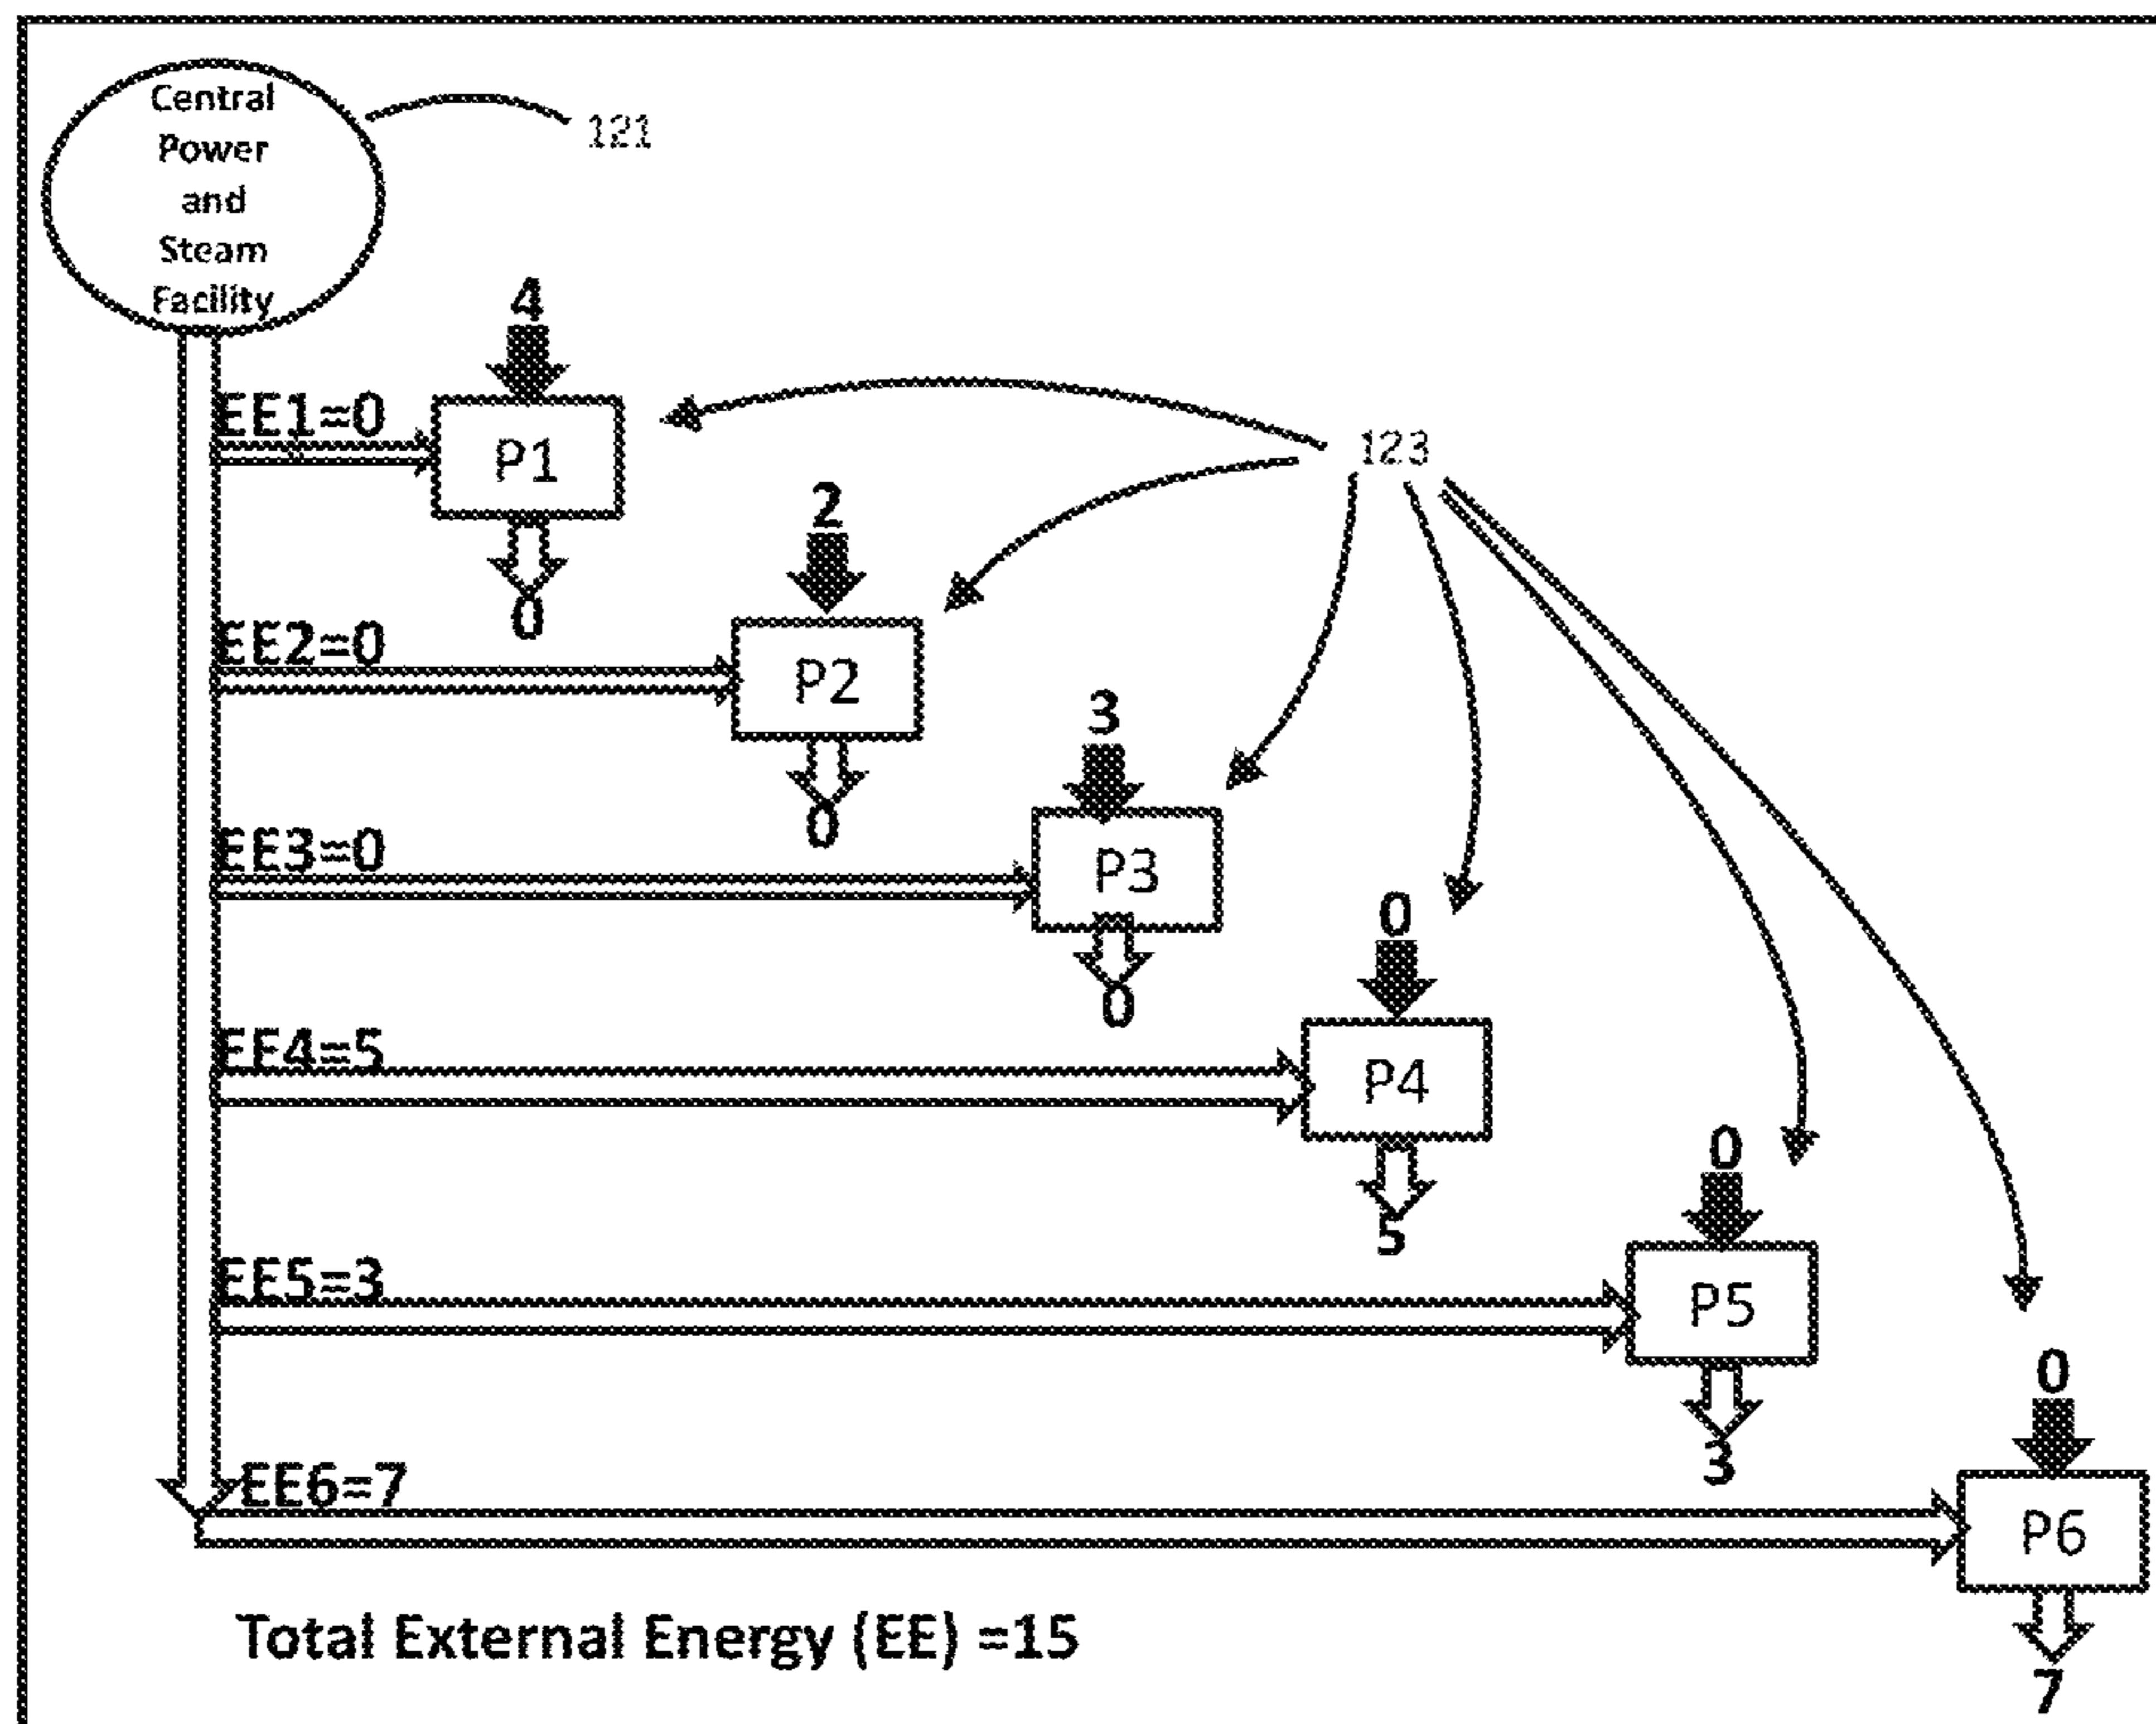 Central
Power
and
Steam
Facility
121
4
EE1=0
P1
123
0
2
EE2=0
P2
0
3
EE3=0
P3
0
0
EE4=5
P4
5
0
EE5=3
P5
3
0
EE6=7
P6
7
Total External Energy (EE) =15